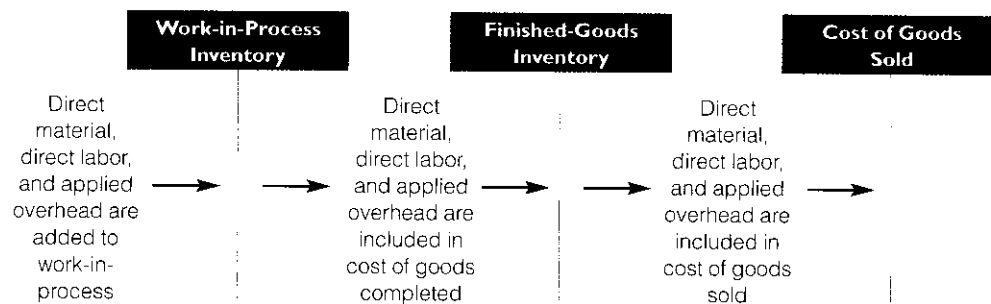 Work-in-Process
Inventory
Finished-Goods
Inventory
Cost of Goods
Sold
Direct
material,
direct labor,
and applied
overhead are
added to
work-in-
process
Direct
material,
direct labor,
and applied
overhead are
included in
cost of goods
completed
Direct
material,
direct labor,
and applied
overhead are
included in
cost of goods
sold